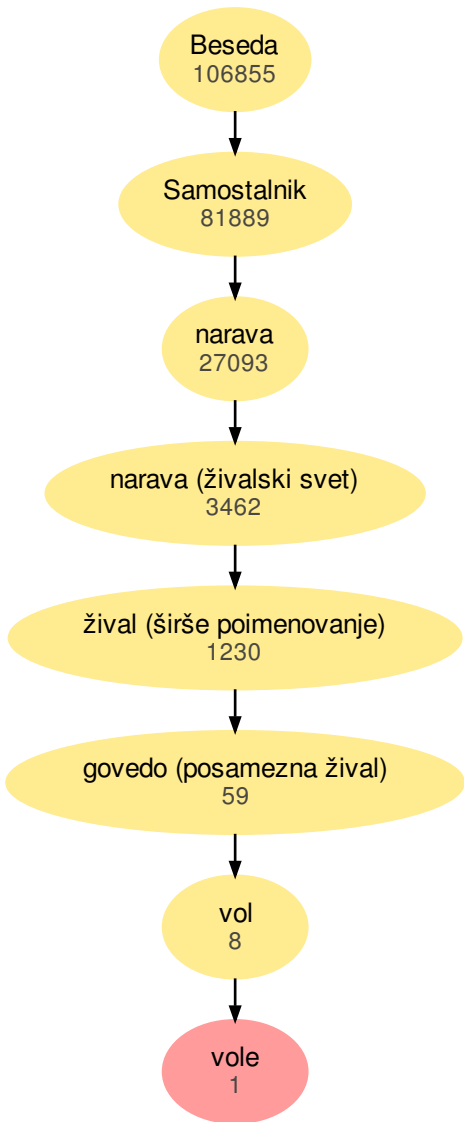 Beseda
106855
Samostalnik
81889
narava
27093
narava (živalski svet)
3462
žival (širše poimenovanje)
1230
govedo (posamezna žival)
59
vol
8
vole
1